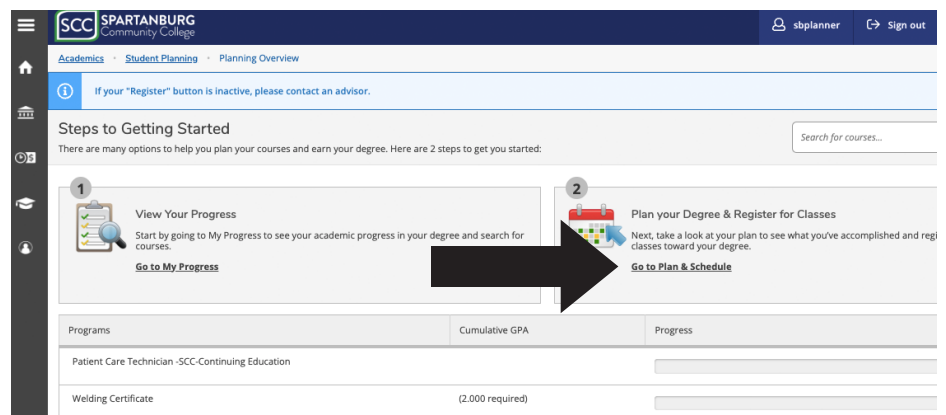 SCC SPARTANBURG
Community College
sbplanner
Sign out
Academics · Student Planning · Planning Overview
If your "Register" button is inactive, please contact an advisor.
Steps to Getting Started
There are many options to help you plan your courses and earn your degree. Here are 2 steps to get you started:
Search for courses...
1
View Your Progress
Start by going to My Progress to see your academic progress in your degree and search for
courses.
Go to My Progress
2
Plan your Degree & Register for Classes
Next, take a look at your plan to see what you've accomplished and regi
classes toward your degree.
Go to Plan & Schedule
Programs Cumulative GPA Progress
Patient Care Technician -SCC-Continuing Education
Welding Certificate (2.000 required)